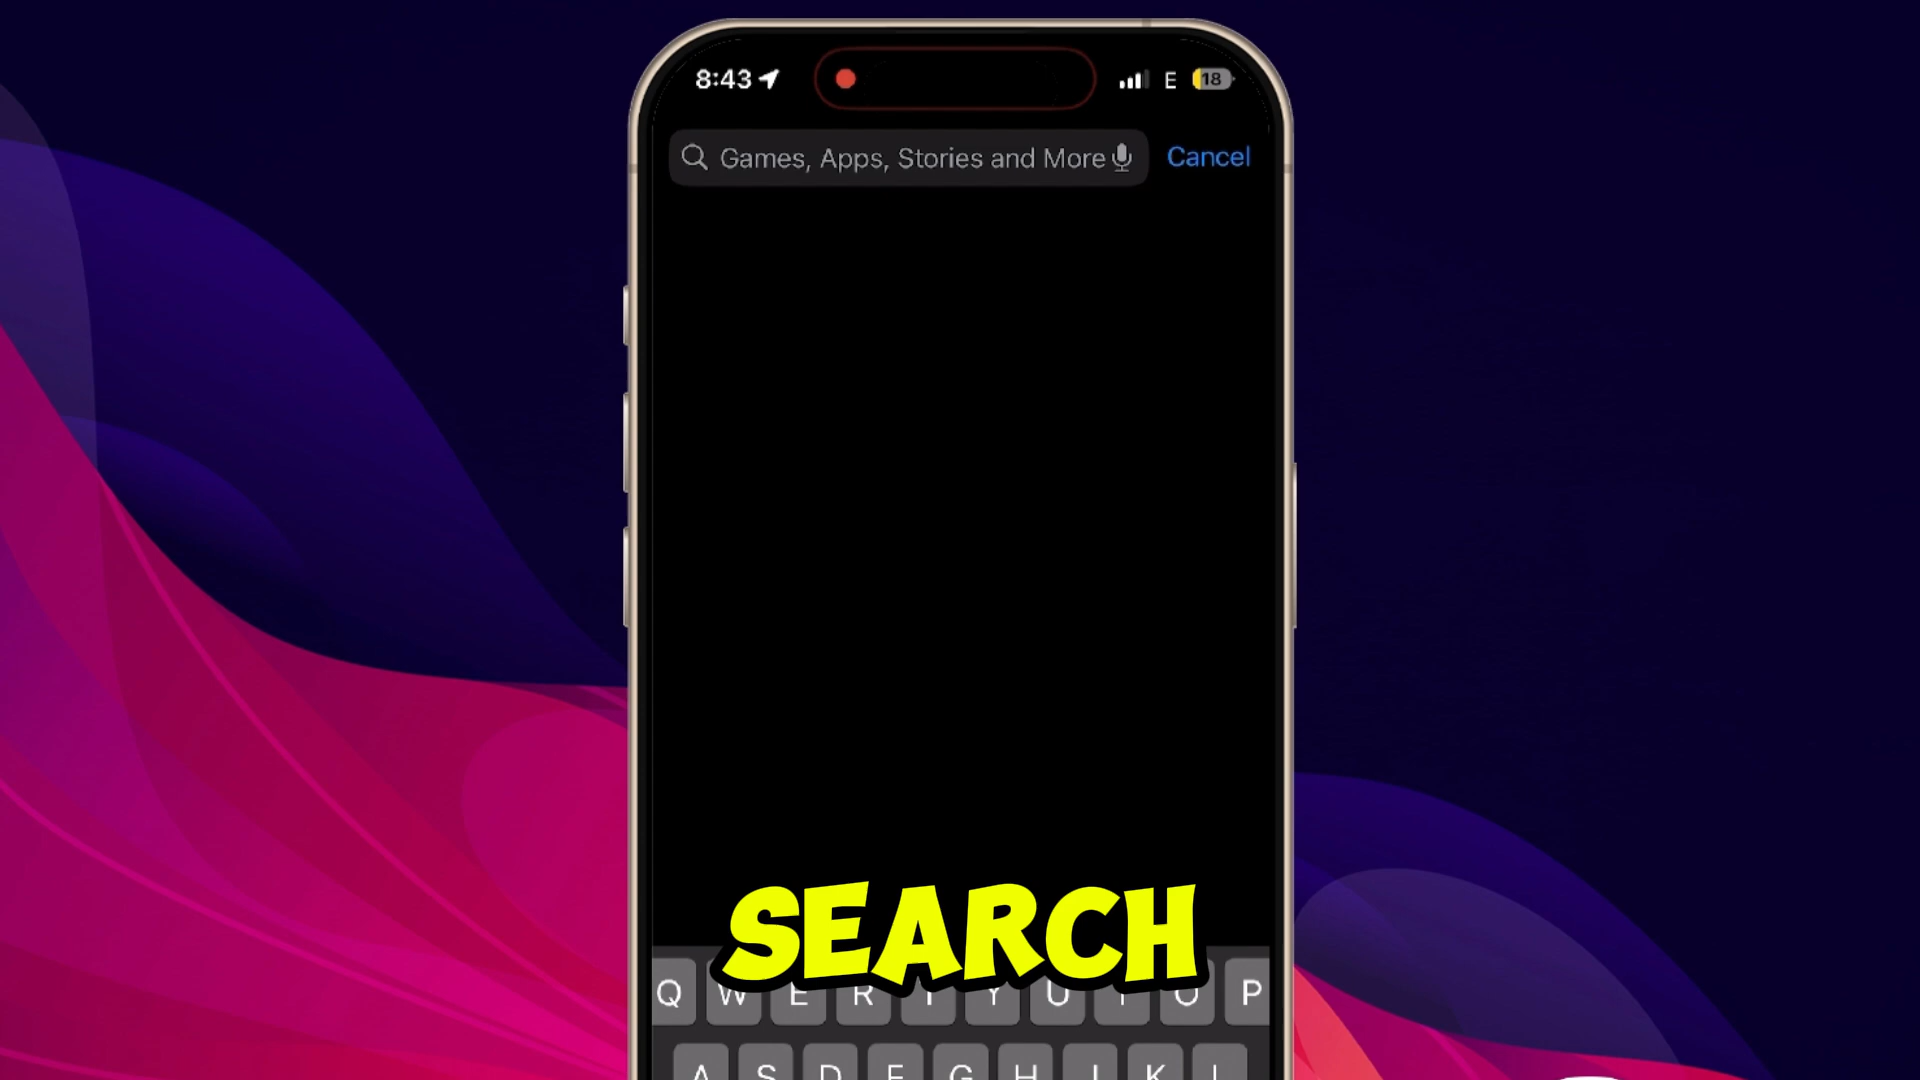 8:43 E 18
Games, Apps, Stories and More Cancel
SEARCH
Q W E R T Y U I O P
A S D F G H J K L